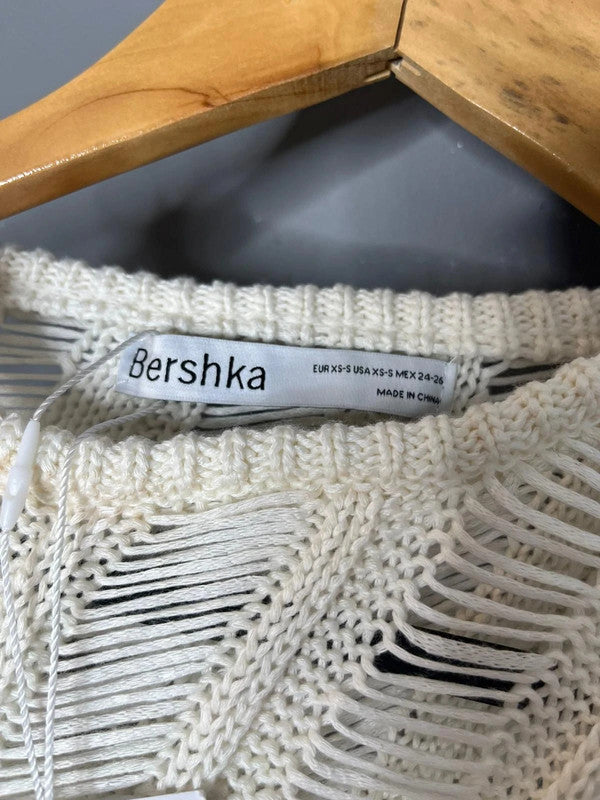 Bershka
EUR XS-S USA XS-S MEX 24-26
MADE IN CHINA